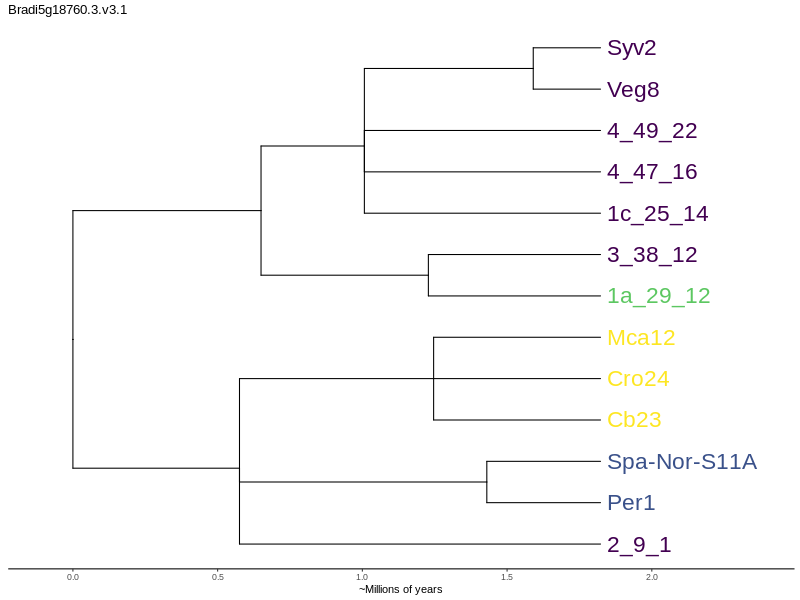 Bradi5g18760.3.v3.1
Syv2
Veg8
4_49_22
4_47_16
1c_25_14
3_38_12
1a_29_12
Mca12
Cro24
Cb23
Spa-Nor-S11A
Per1
2_9_1
0.0 0.5 1.0 1.5 2.0
~Millions of years